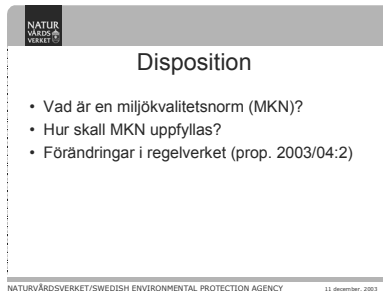 NATUR
VÅRDS
VERKET
Disposition
• Vad är en miljökvalitetsnorm (MKN)?
• Hur skall MKN uppfyllas?
• Förändringar i regelverket (prop. 2003/04:2)
NATURVÅRDSVERKET/SWEDISH ENVIRONMENTAL PROTECTION AGENCY
11 december. 2003